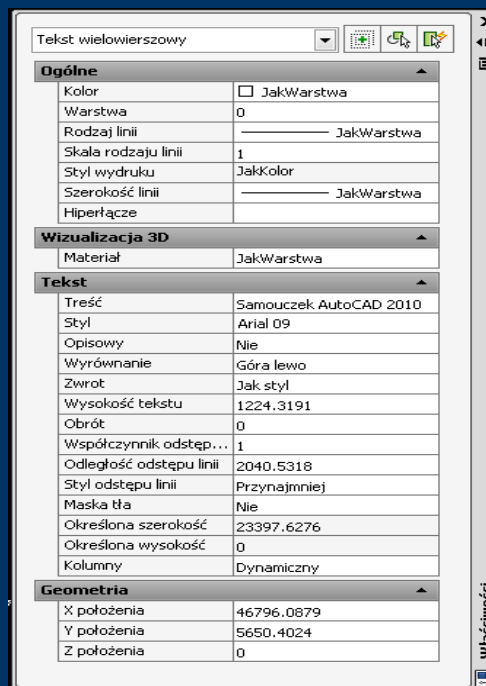 Tekst wielowierszowy
Ogólne
Kolor JakWarstwa
Warstwa 0
Rodzaj linii JakWarstwa
Skala rodzaju linii 1
Styl wydruku JakKolor
Szerokość linii JakWarstwa
Hiperłącze
Wizualizacja 3D
Materiał JakWarstwa
Tekst
Treść Samouczek AutoCAD 2010
Styl Arial 09
Opisowy Nie
Wyrównanie Góra lewo
Zwrot Jak styl
Wysokość tekstu 1224.3191
Obrót 0
Współczynnik odstęp... 1
Odległość odstępu linii 2040.5318
Styl odstępu linii Przynajmniej
Maska tła Nie
Określona szerokość 23397.6276
Określona wysokość 0
Kolumny Dynamiczny
Geometria
X położenia 46796.0879
Y położenia 5650.4024
Z położenia 0
Właściwości